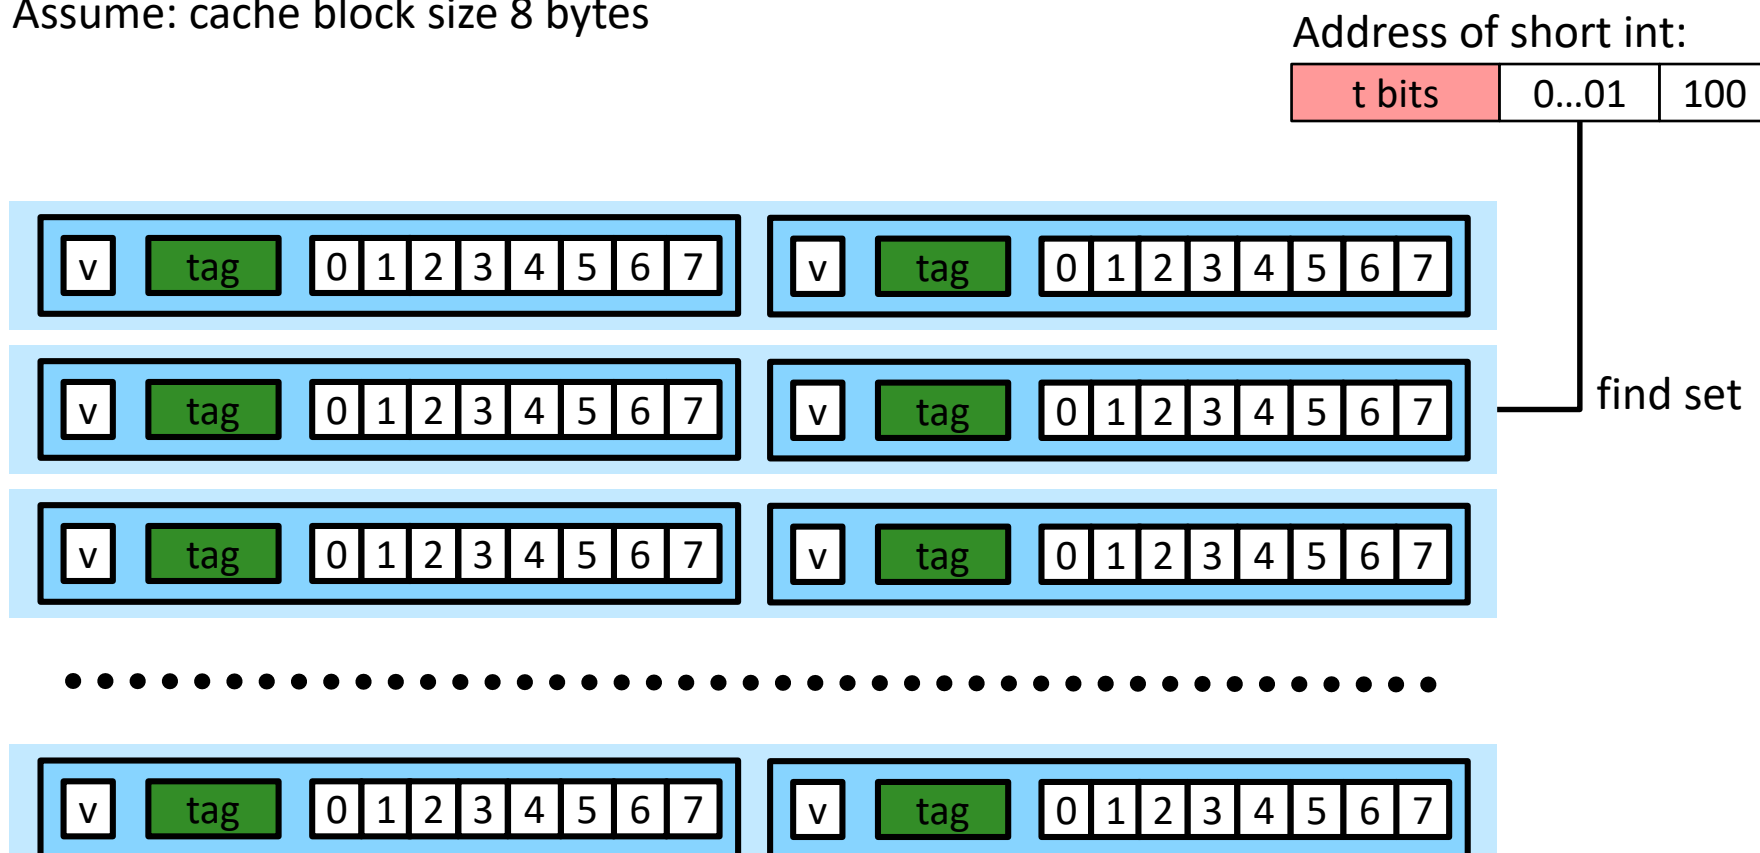 Assume: cache block size 8 bytes
Address of short int:
t bits 0...01 100
v tag 0 1 2 3 4 5 6 7 v tag 0 1 2 3 4 5 6 7
v tag 0 1 2 3 4 5 6 7 v tag 0 1 2 3 4 5 6 7
find set
v tag 0 1 2 3 4 5 6 7 v tag 0 1 2 3 4 5 6 7
v tag 0 1 2 3 4 5 6 7 v tag 0 1 2 3 4 5 6 7